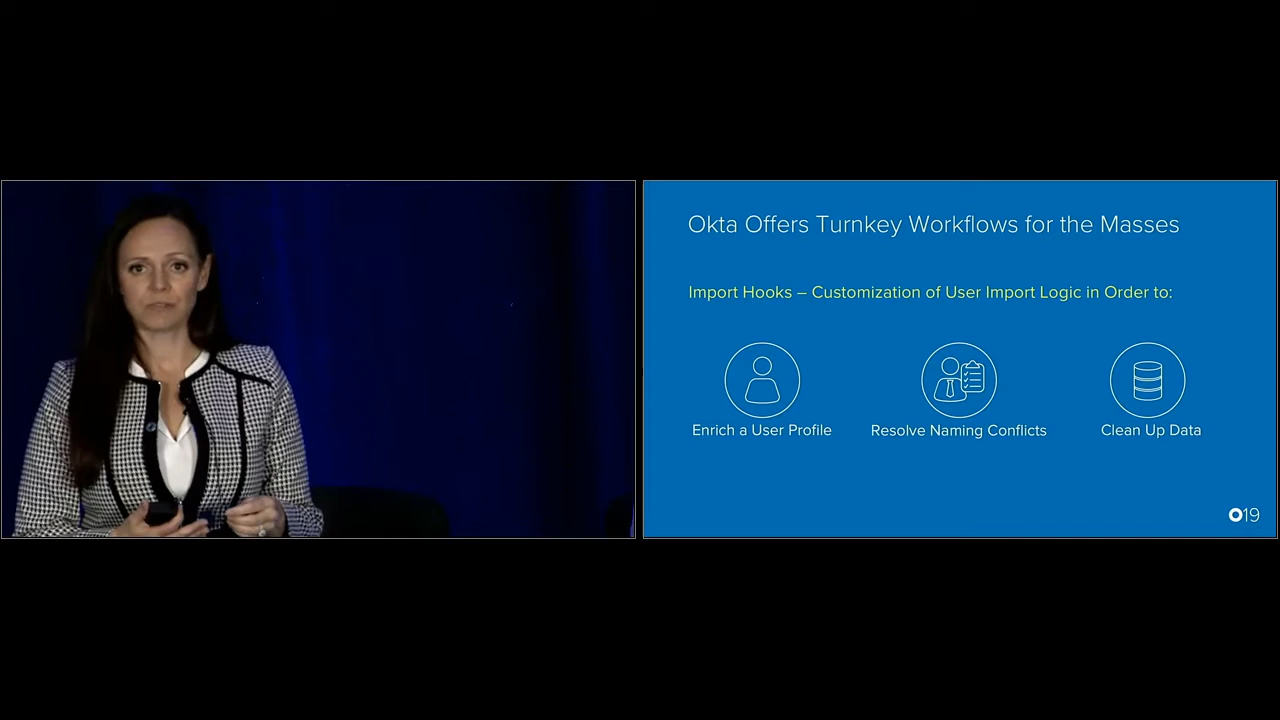 Okta Offers Turnkey Workflows for the Masses
Import Hooks – Customization of User Import Logic in Order to:
Enrich a User Profile
Resolve Naming Conflicts
Clean Up Data
O19